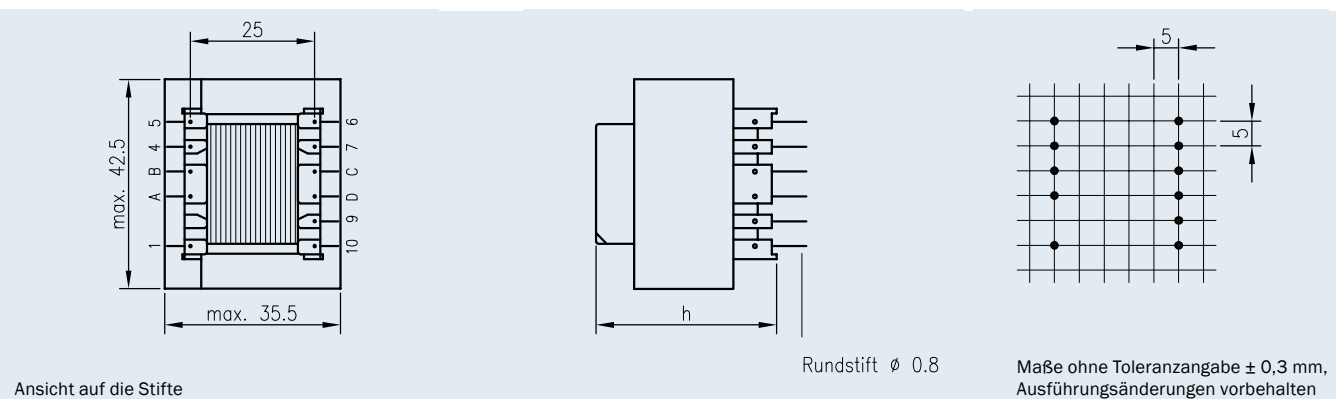 25
5
max. 42.5
5
4
B
A
1
6
7
C
D
9
10
max. 35.5
h
5
Rundstift ø 0.8
Ansicht auf die Stifte
Maße ohne Toleranzangabe ± 0,3 mm,
Ausführungsänderungen vorbehalten